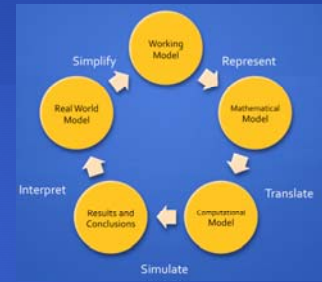 Working
Model
Simplify
Represent
Real World
Model
Mathematical
Model
Interpret
Translate
Results and
Conclusions
Computational
Model
Simulate